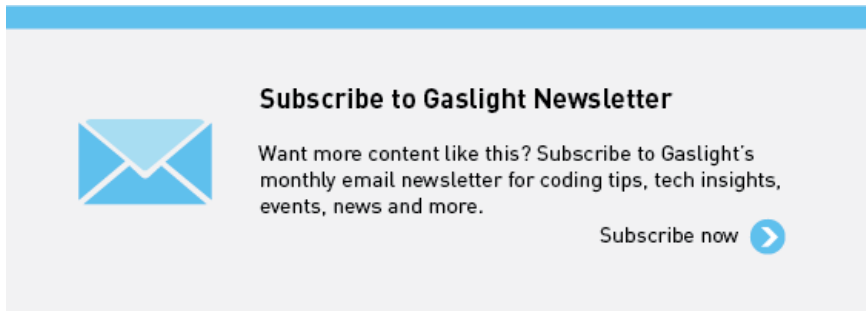 Subscribe to Gaslight Newsletter
Want more content like this? Subscribe to Gaslight's
monthly email newsletter for coding tips, tech insights,
events, news and more.
Subscribe now